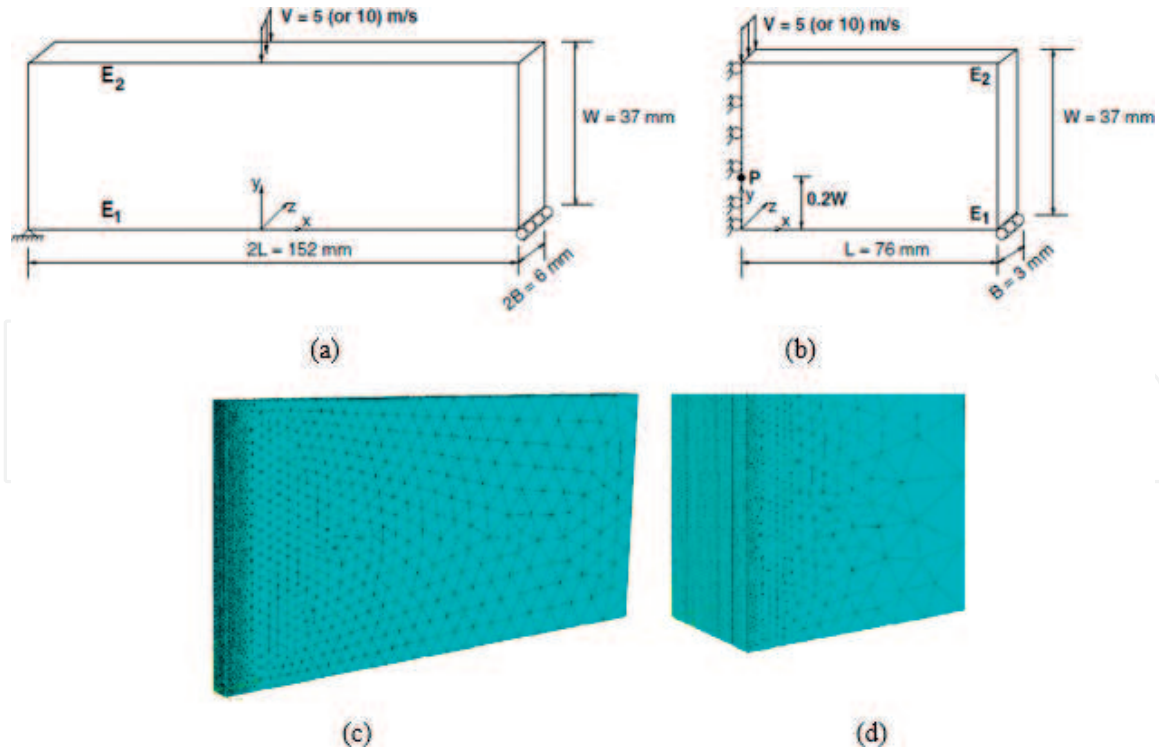 V = 5 (or 10) m/s
E2
W = 37 mm
y
z
E1
x
2L = 152 mm
2B = 6 mm
(a)
V = 5 (or 10) m/s
E2
W = 37 mm
P
y
0.2W
z
E1
x
L = 76 mm
B = 3 mm
(b)
(c)
(d)